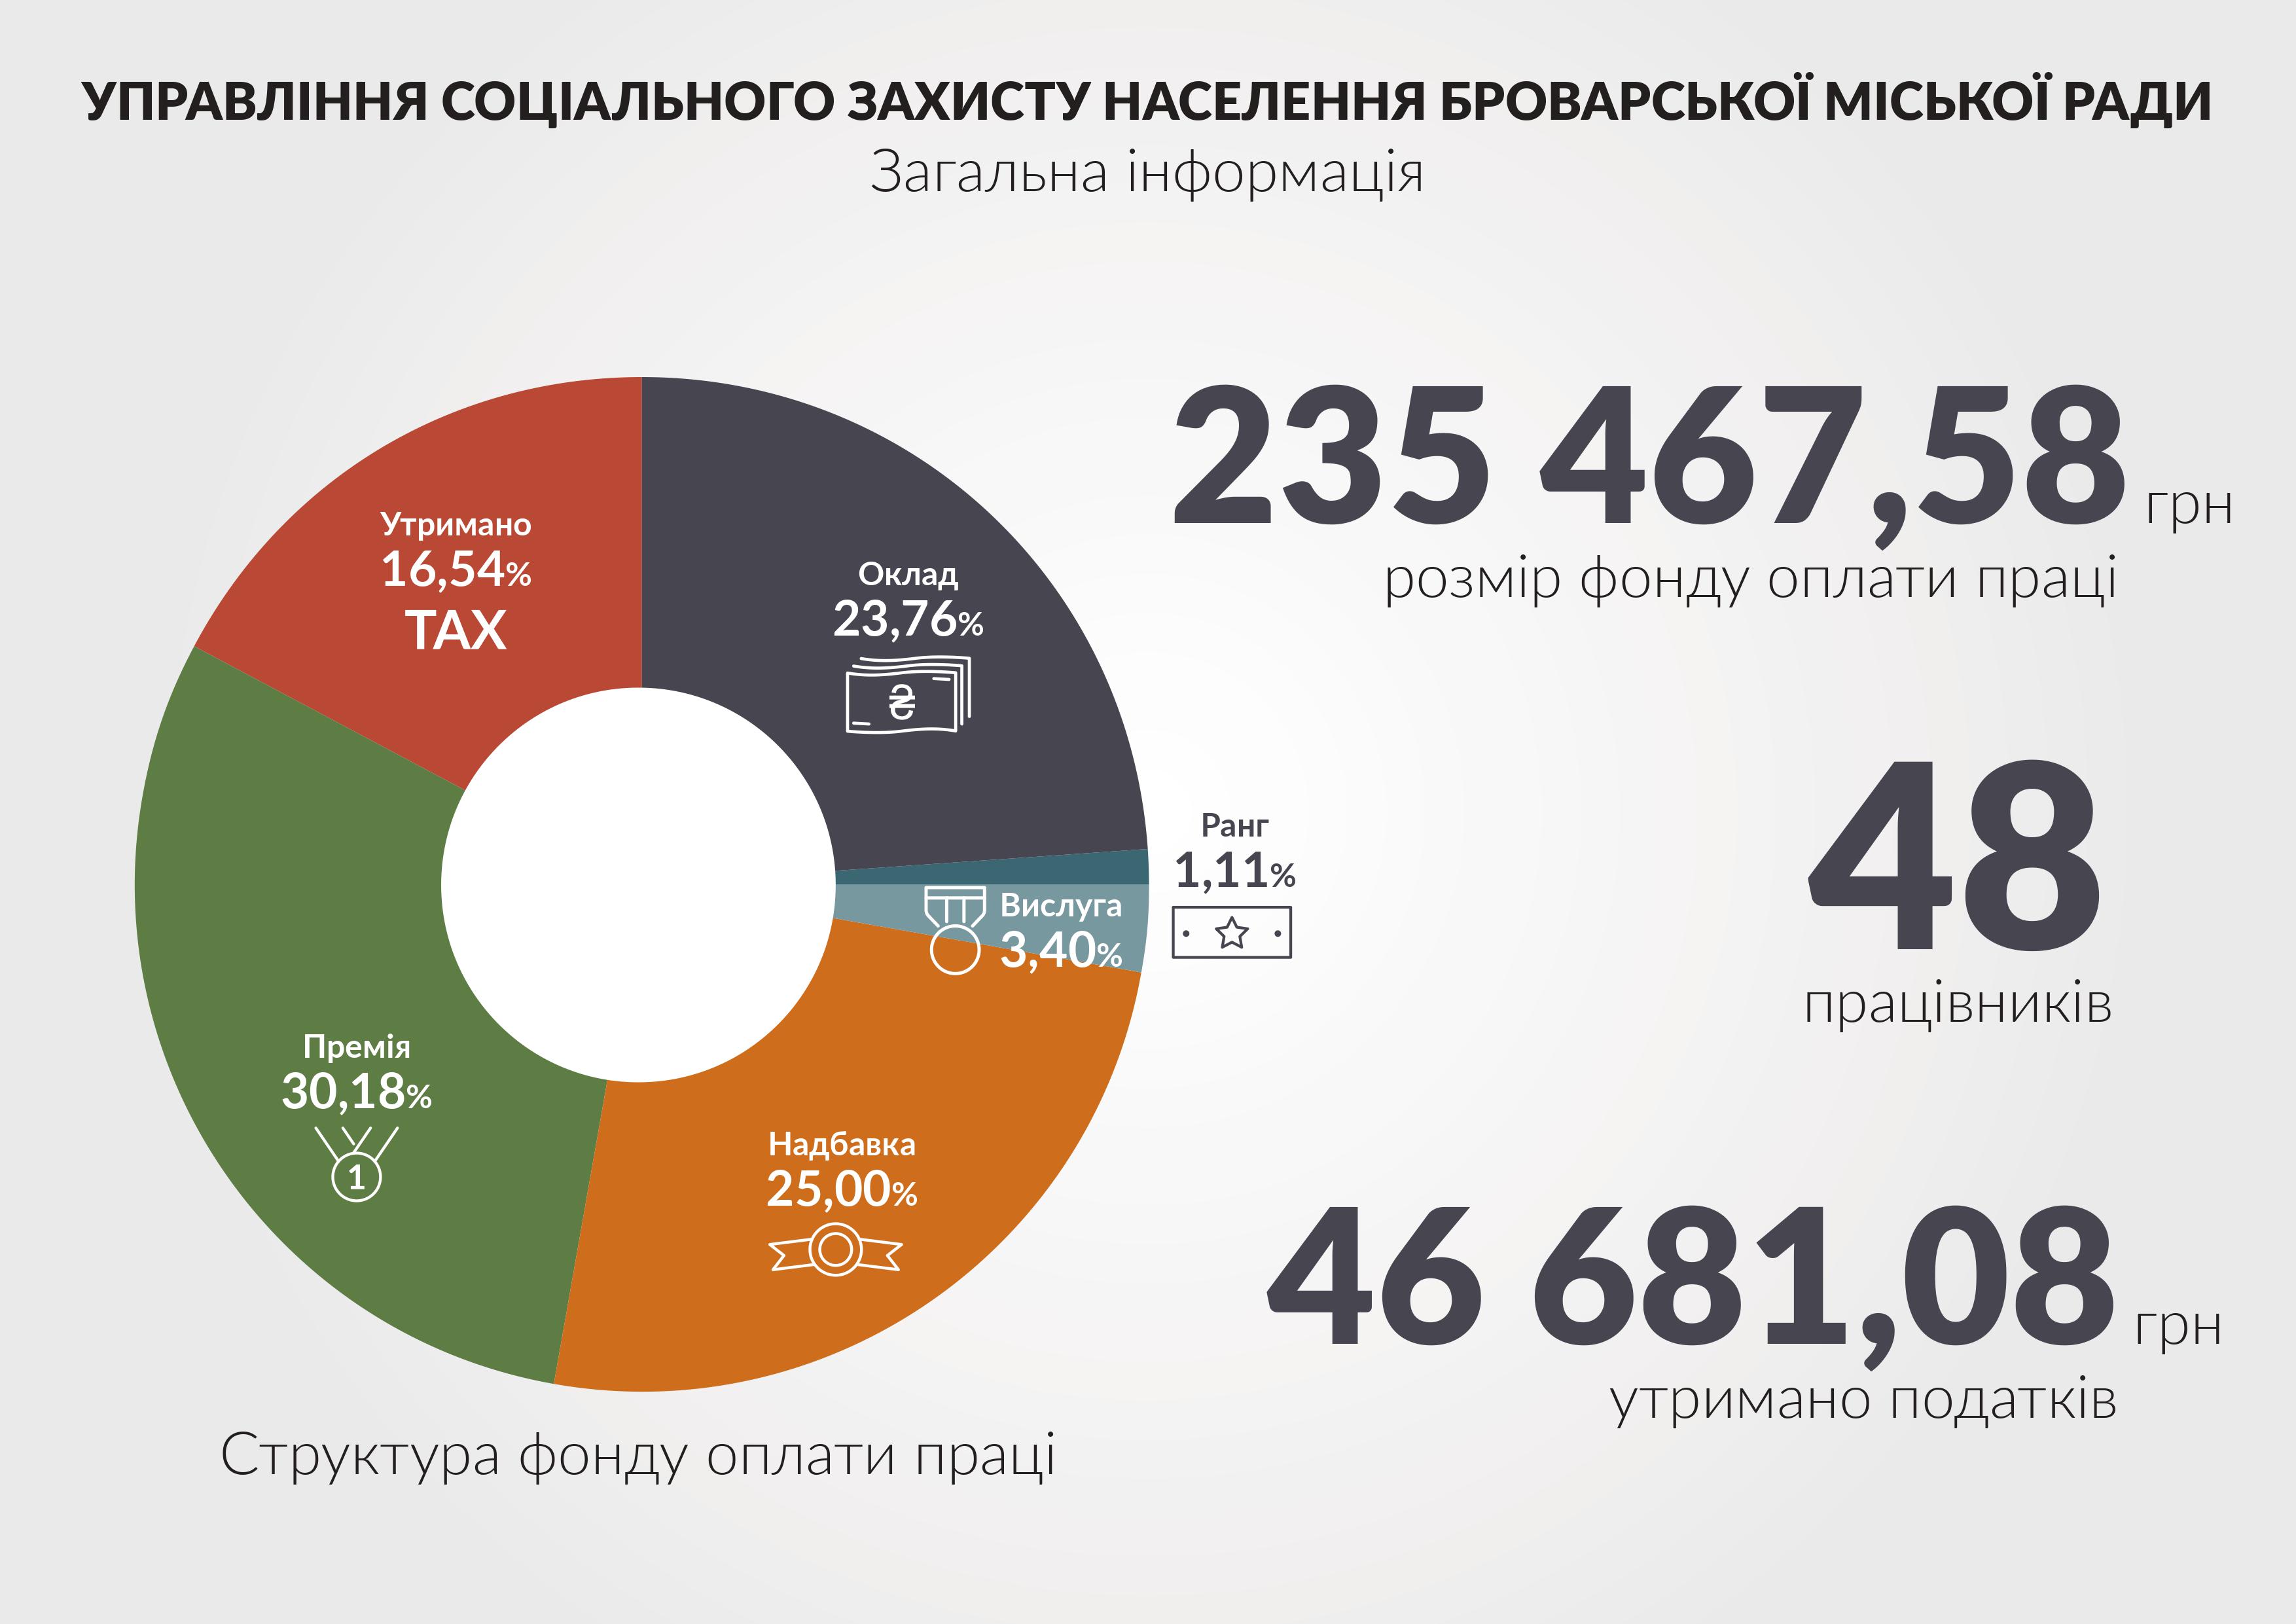 УПРАВЛІННЯ СОЦІАЛЬНОГО ЗАХИСТУ НАСЕЛЕННЯ БРОВАРСЬКОЇ МІСЬКОЇ РАДИ
Загальна інформація
Утримано
16,54%
TAX
Оклад
23,76%
₴
Ранг
1,11%
Вислуга
3,40%
Надбавка
25,00%
Премія
30,18%
1
Структура фонду оплати праці
235 467,58 грн
розмір фонду оплати праці
48
працівників
46 681,08 грн
утримано податків